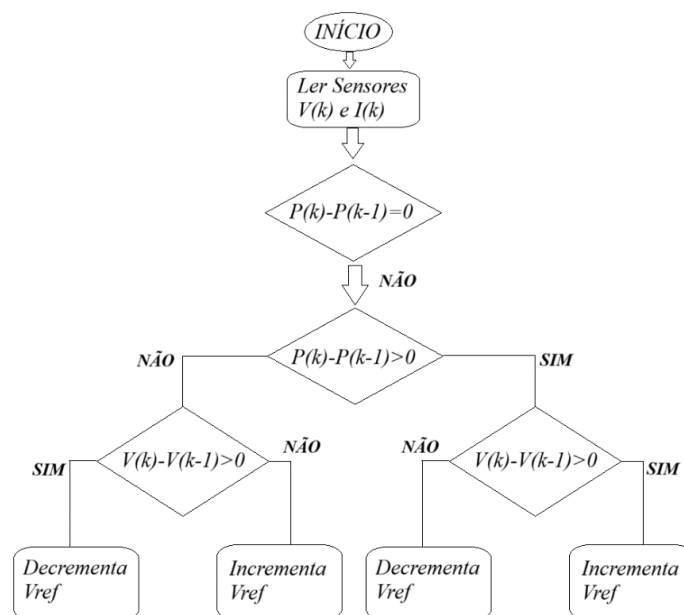 INÍCIO
Ler Sensores
V(k) e I(k)
P(k)-P(k-1)=0
NÃO
P(k)-P(k-1)>0
NÃO
SIM
V(k)-V(k-1)>0
SIM
NÃO
V(k)-V(k-1)>0
NÃO
SIM
Decrementa
Vref
Incrementa
Vref
Decrementa
Vref
Incrementa
Vref